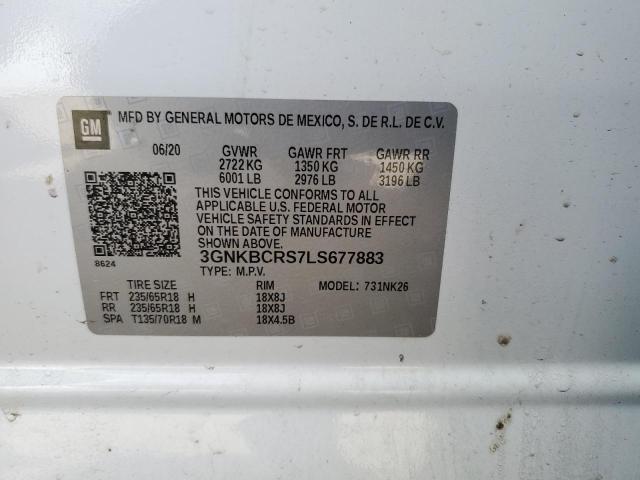 GM
MFD BY GENERAL MOTORS DE MEXICO, S. DE R.L. DE C.V.
06/20 GVWR GAWR FRT GAWR RR
2722 KG 1350 KG 1450 KG
6001 LB 2976 LB 3196 LB
THIS VEHICLE CONFORMS TO ALL
APPLICABLE U.S. FEDERAL MOTOR
VEHICLE SAFETY STANDARDS IN EFFECT
ON THE DATE OF MANUFACTURE
SHOWN ABOVE.
8624 3GNKBCRS7LS677883
TYPE: M.P.V.
TIRE SIZE RIM MODEL: 731NK26
FRT 235/65R18 H 18X8J
RR 235/65R18 H 18X8J
SPA T135/70R18 M 18X4.5B